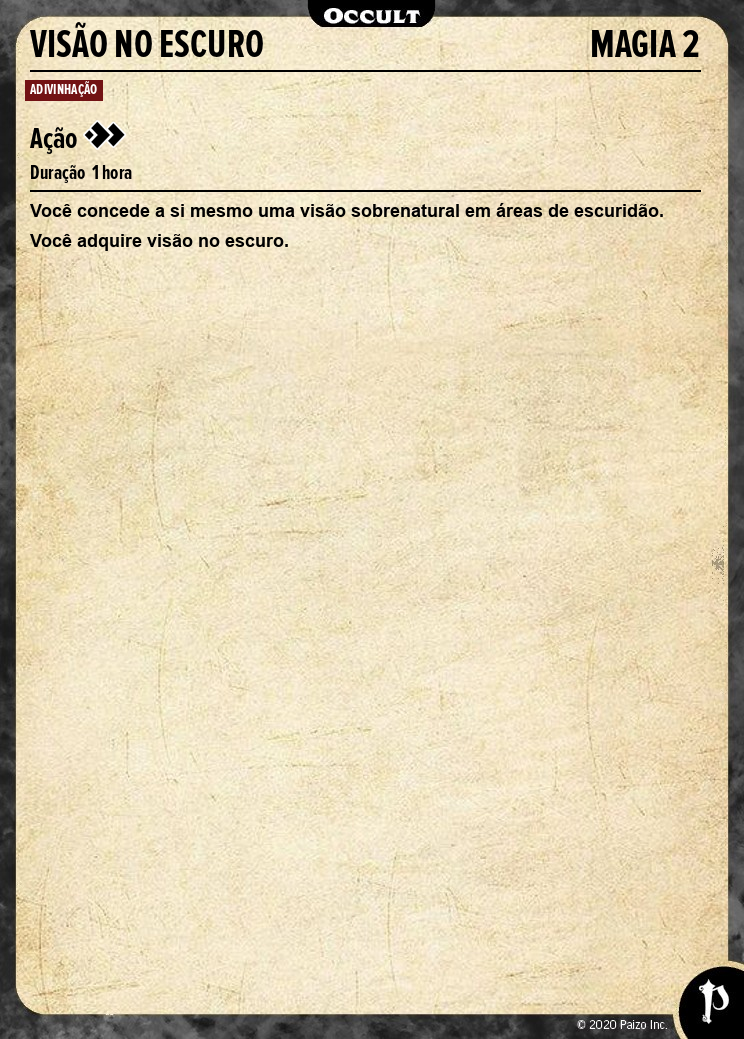 OCCULT
VISÃO NO ESCURO MAGIA 2
ADIVINHAÇÃO
Ação
Duração 1 hora
Você concede a si mesmo uma visão sobrenatural em áreas de escuridão.
Você adquire visão no escuro.
© 2020 Paizo Inc.
P